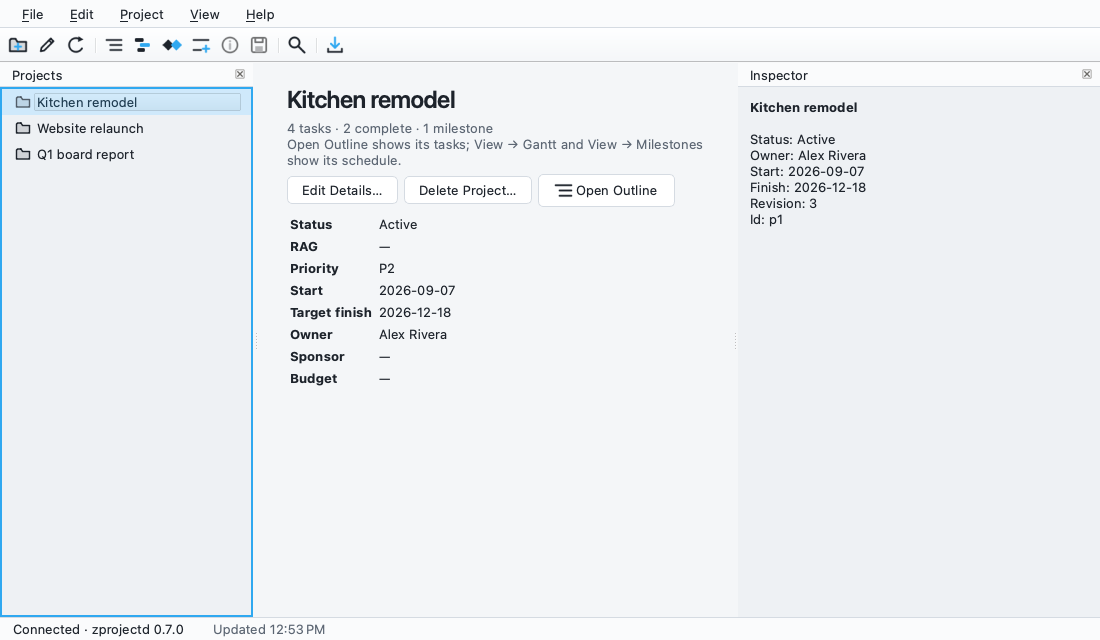 File Edit Project View Help
Projects
Kitchen remodel
Website relaunch
Q1 board report
Kitchen remodel
4 tasks · 2 complete · 1 milestone
Open Outline shows its tasks; View → Gantt and View → Milestones
show its schedule.
Edit Details...
Delete Project...
Open Outline
Status Active
RAG —
Priority P2
Start 2026-09-07
Target finish 2026-12-18
Owner Alex Rivera
Sponsor —
Budget —
Inspector
Kitchen remodel
Status: Active
Owner: Alex Rivera
Start: 2026-09-07
Finish: 2026-12-18
Revision: 3
Id: p1
Connected · zprojectd 0.7.0
Updated 12:53 PM